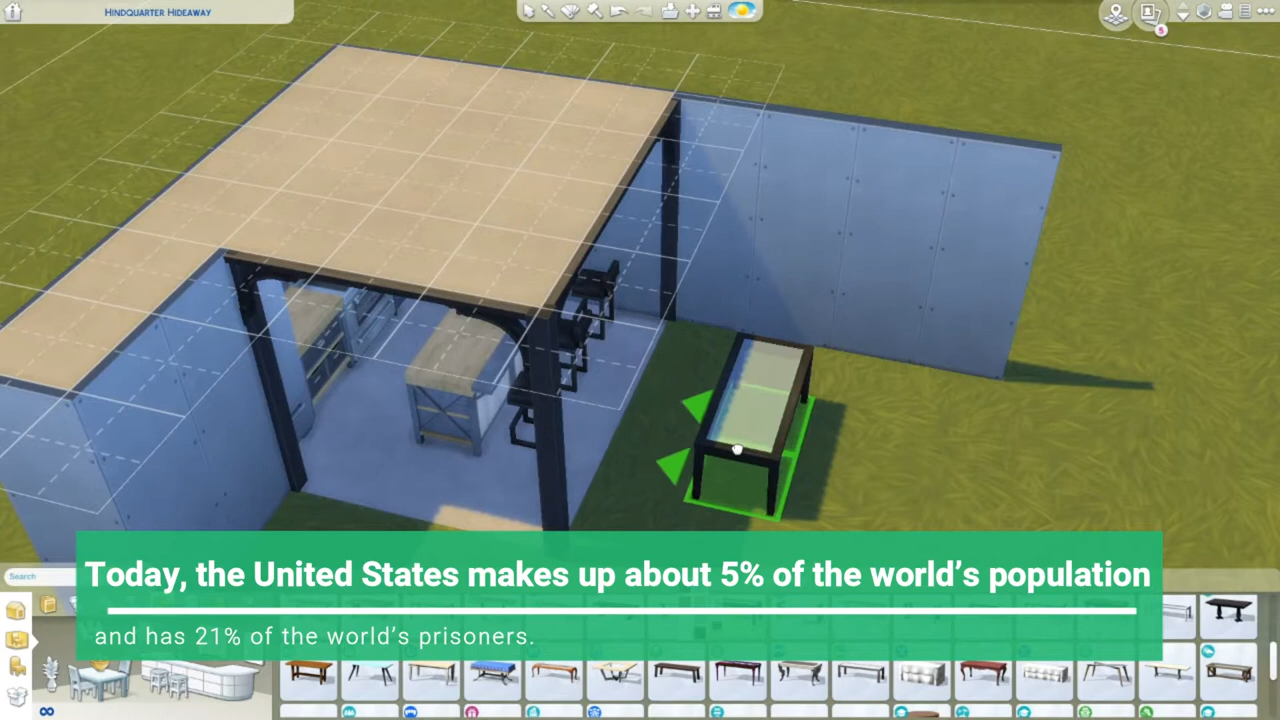 HINDQUARTER HIDEAWAY
5
Today, the United States makes up about 5% of the world's population
and has 21% of the world's prisoners.
Search